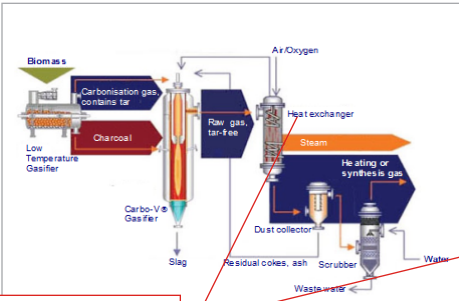 Biomass
Air/Oxygen
Carbonisation gas,
contains tar
Raw gas,
tar-free
Heat exchanger
Charcoal
Steam
Low
Temperature
Gasifier
Heating or
synthesis gas
Carbo-V®
Gasifier
Dust collector
Slag
Residual cokes, ash
Scrubber
Water
Waste water